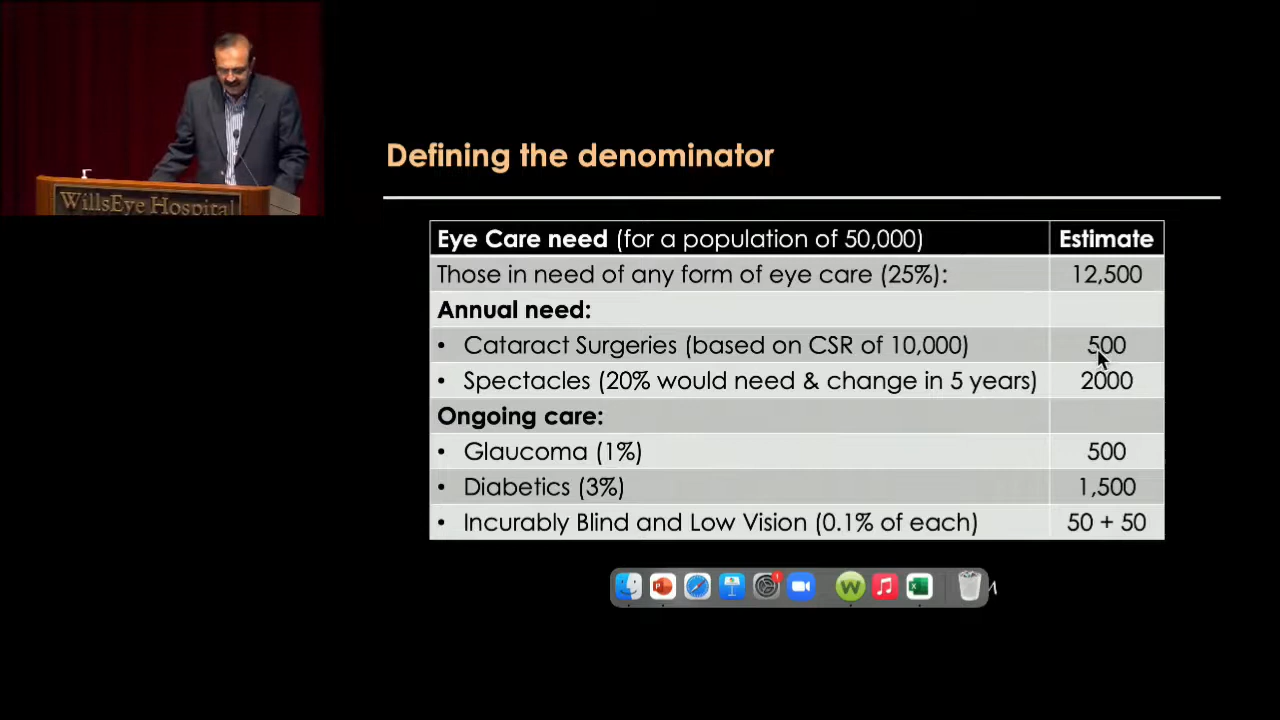 WillsEye Hospital
Defining the denominator
Eye Care need (for a population of 50,000) Estimate
Those in need of any form of eye care (25%): 12,500
Annual need:
• Cataract Surgeries (based on CSR of 10,000) 500
• Spectacles (20% would need & change in 5 years) 2000
Ongoing care:
• Glaucoma (1%) 500
• Diabetics (3%) 1,500
• Incurably Blind and Low Vision (0.1% of each) 50 + 50